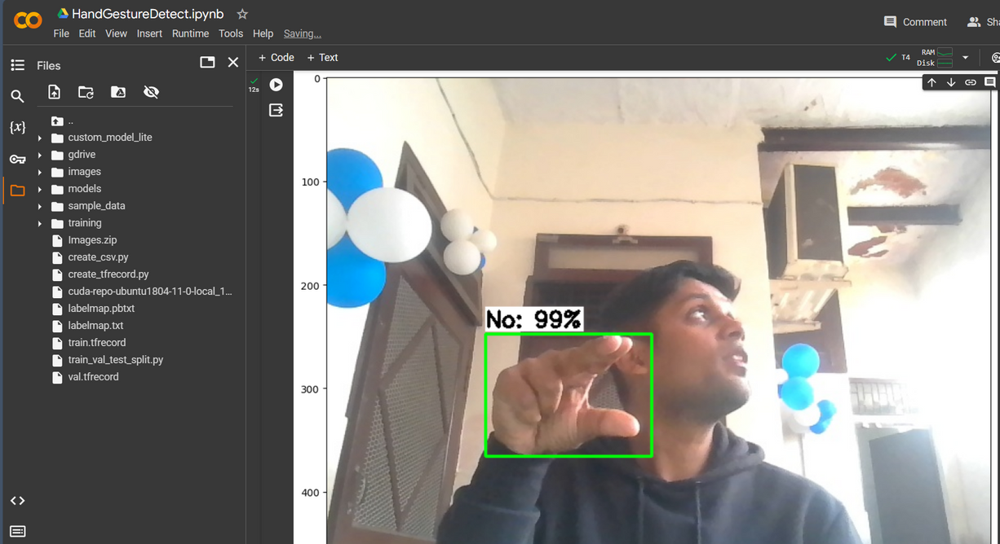 HandGestureDetect.ipynb
File Edit View Insert Runtime Tools Help Saving...
Comment
Files
+ Code + Text
T4 RAM
Disk
{x}
12s
..
custom_model_lite
gdrive
images
models
sample_data
training
Images.zip
create_csv.py
create_tfrecord.py
cuda-repo-ubuntu1804-11-0-local_1...
labelmap.pbtxt
labelmap.txt
train.tfrecord
train_val_test_split.py
val.tfrecord
0
100
200
300
400
No: 99%